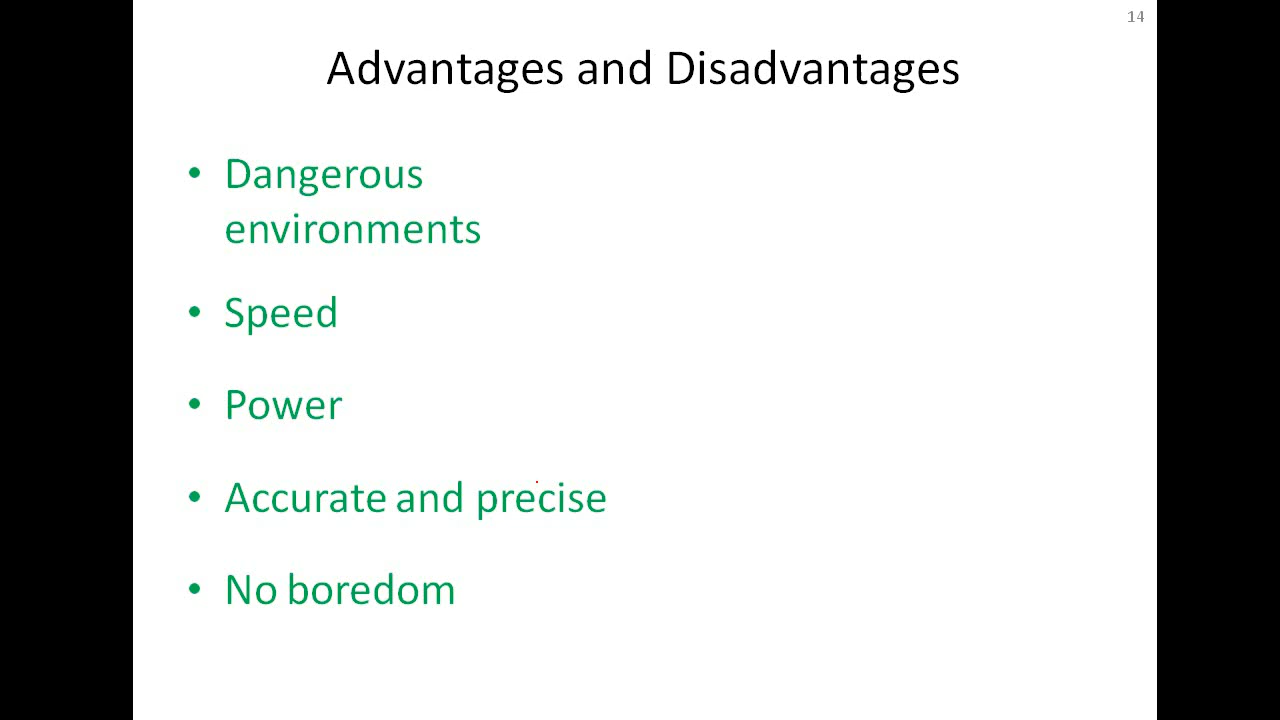 14
Advantages and Disadvantages
• Dangerous
environments
• Speed
• Power
• Accurate and precise
• No boredom